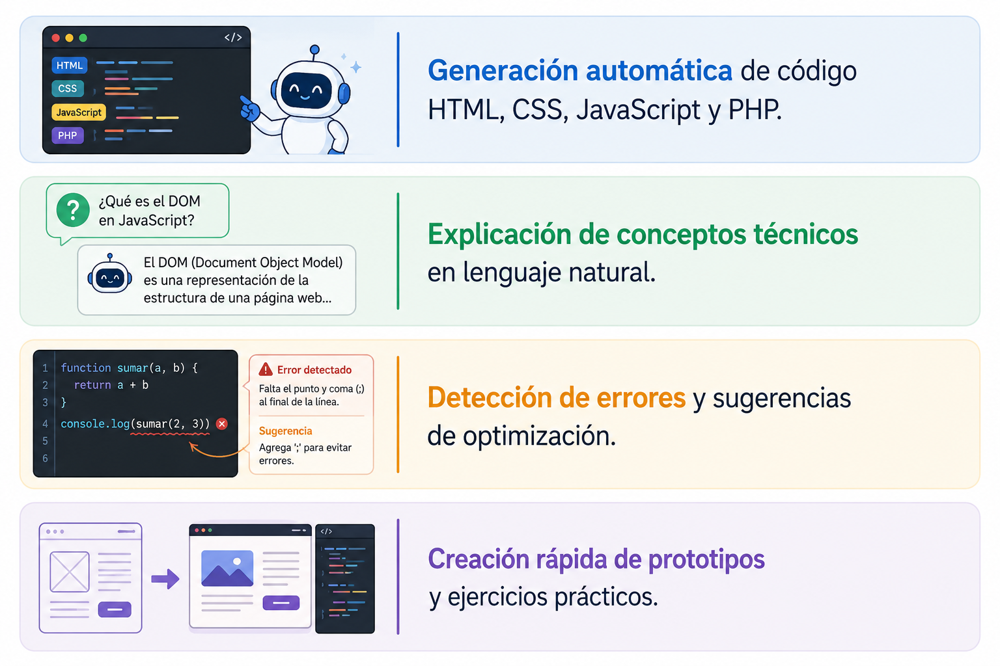 </>
HTML
CSS
JavaScript
PHP
Generación automática de código
HTML, CSS, JavaScript y PHP.
¿Qué es el DOM
en JavaScript?
El DOM (Document Object Model)
es una representación de la
estructura de una página web...
Explicación de conceptos técnicos
en lenguaje natural.
1 function sumar(a, b) {
2 return a + b
3 }
4 console.log(sumar(2, 3))
5
6
Error detectado
Falta el punto y coma (;)
al final de la línea.
Sugerencia
Agrega ';' para evitar
errores.
Detección de errores y sugerencias
de optimización.
</>
Creación rápida de prototipos
y ejercicios prácticos.